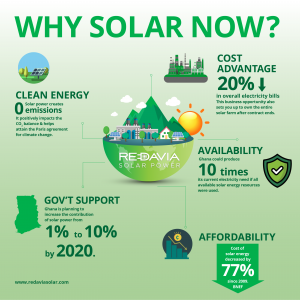 WHY SOLAR NOW?
CLEAN ENERGY
0 Solar power creates
emissions
It positively impacts the
CO₂ balance & helps
attain the Paris agreement
for climate change.
COST
ADVANTAGE
20%
in overall electricity bills
This business opportunity also
sets you up to own the entire
solar farm after contract ends.
REDAVIA
SOLAR POWER
AVAILABILITY
Ghana could produce
10 times
its current electricity need if all
available solar energy resources
were used.
GOV'T SUPPORT
Ghana is planning to
increase the contribution
of solar power from
1% to 10%
by 2020.
AFFORDABILITY
Cost of
solar energy
decreased by
77%
since 2009.
BNEF
www.redaviasolar.com